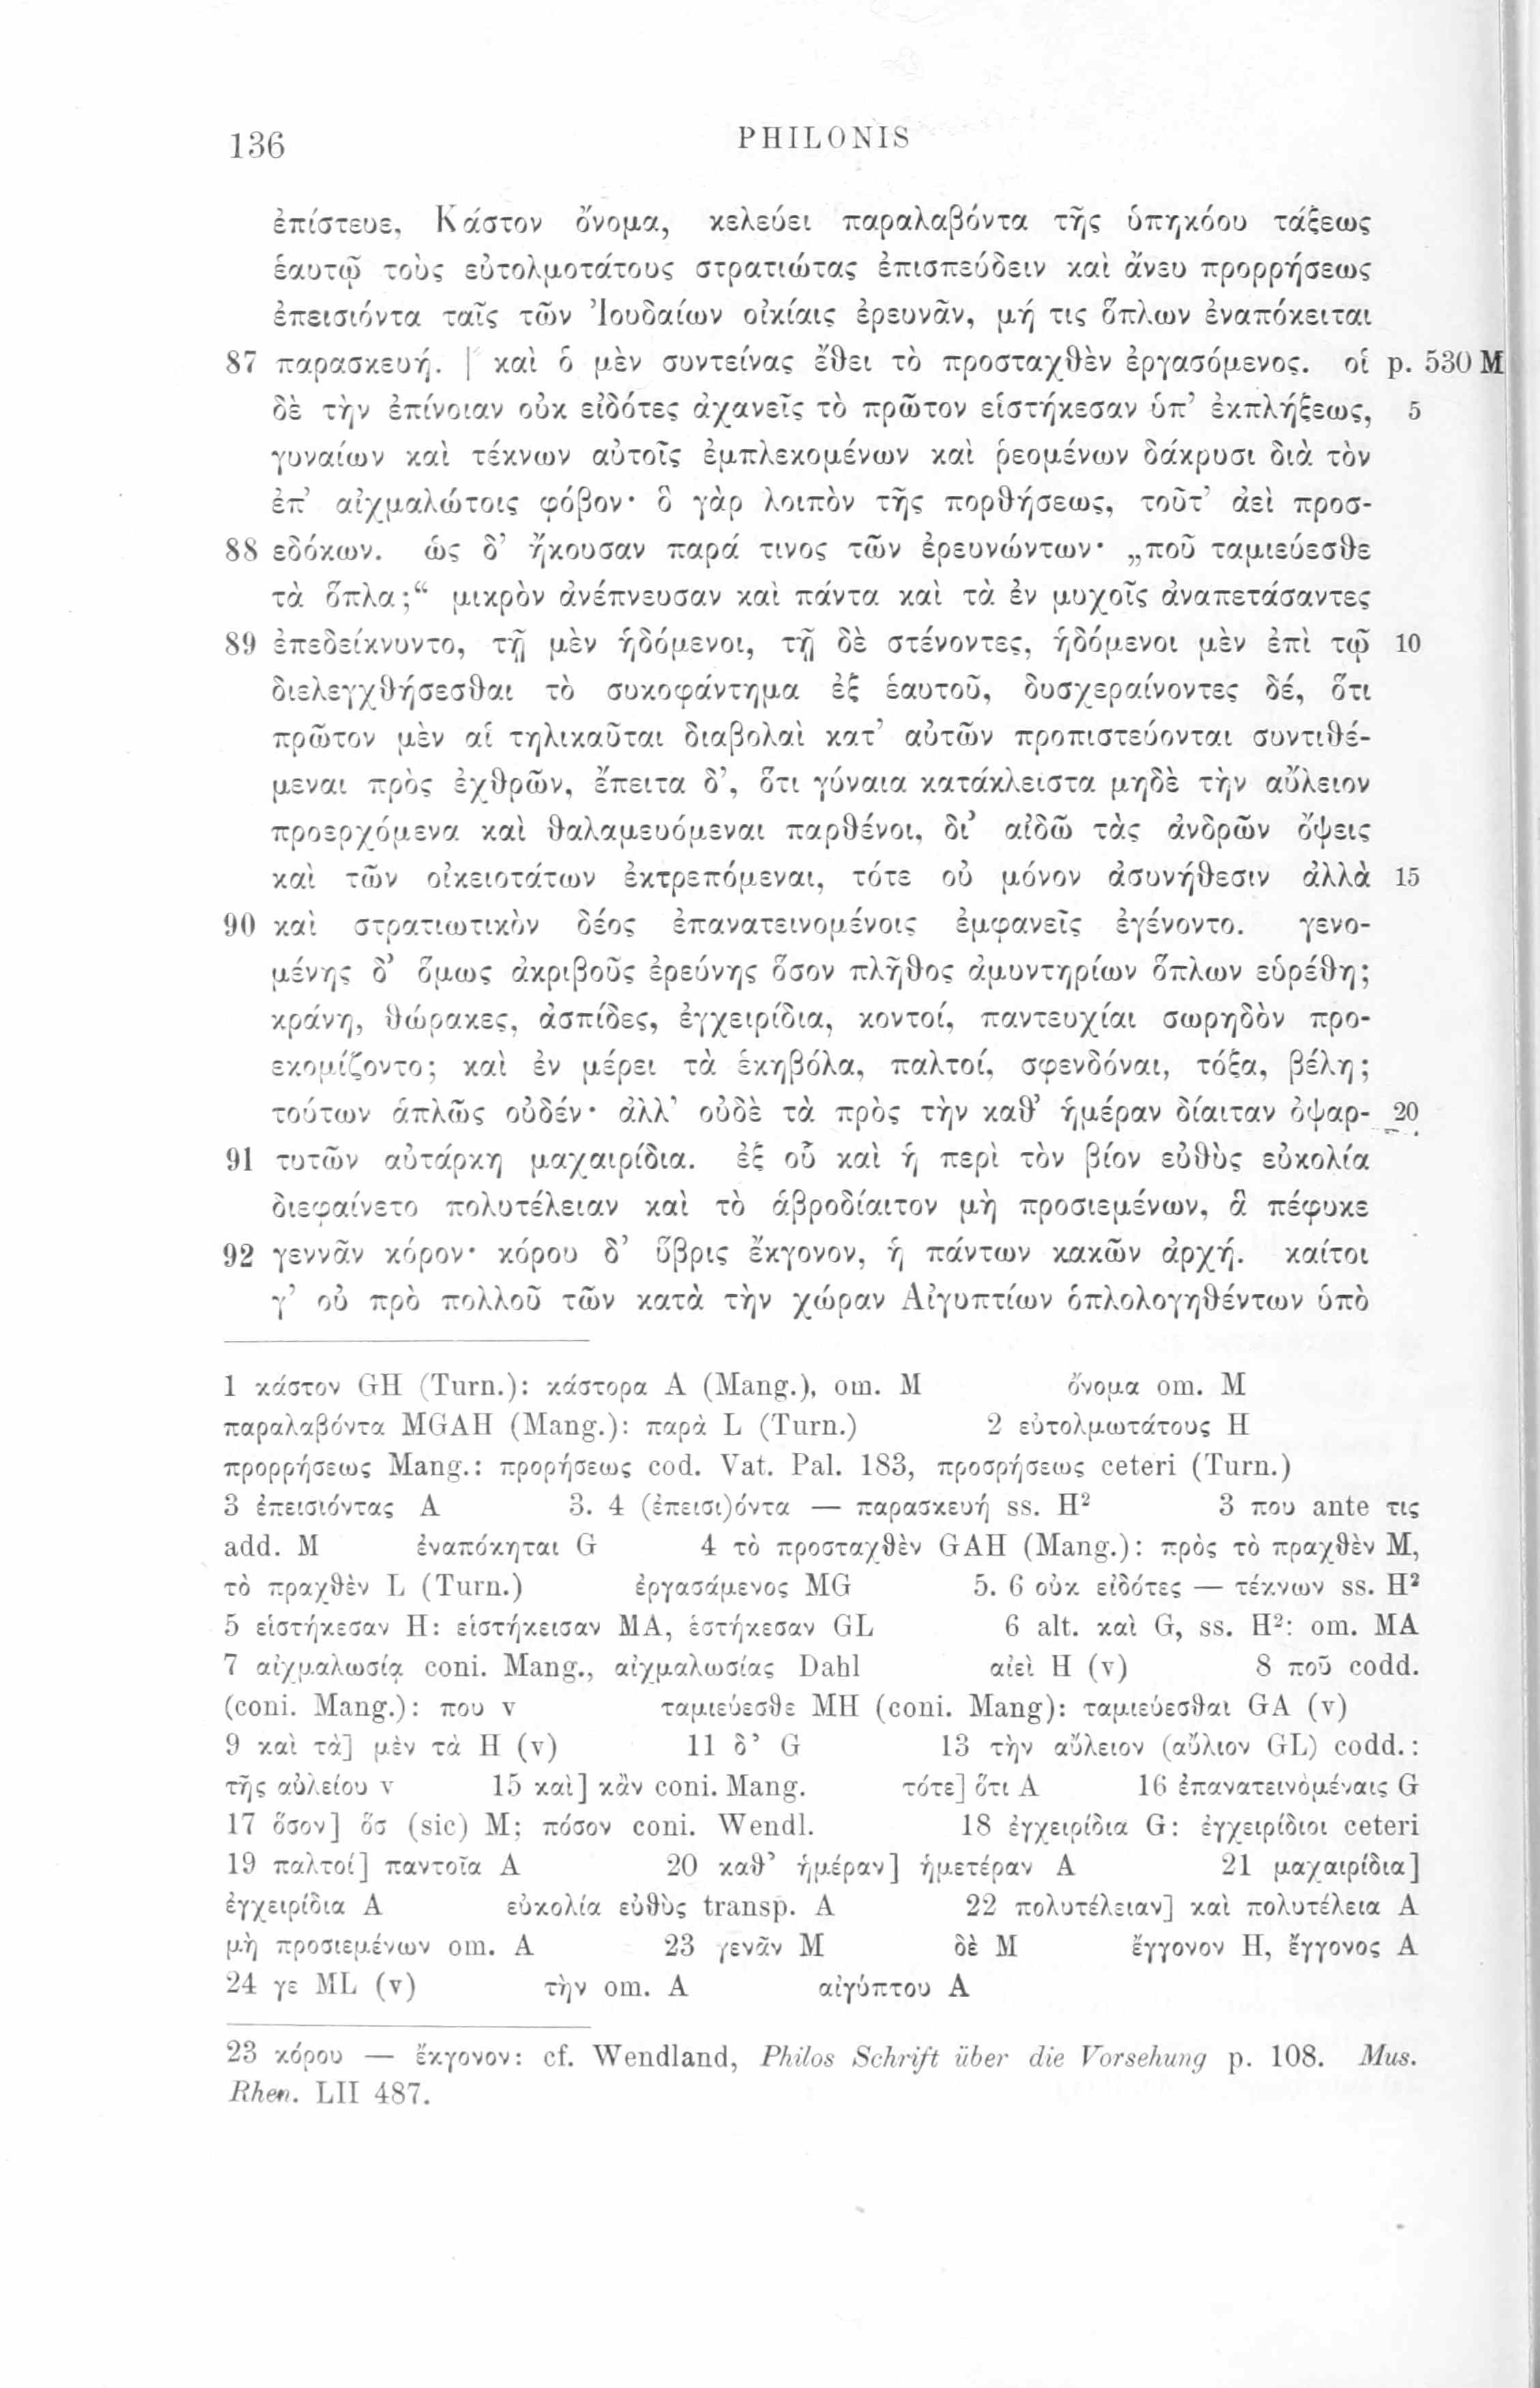 136 PHILONIS
ἐπίστευε, Κάστον ὄνομα, κελεύει παραλαβόντα τῆς ὑπηκόου τάξεως
ἑαυτῷ τοὺς εὐτολμοτάτους στρατιώτας ἐπισπεύδειν καὶ ἄνευ προρρήσεως
ἐπεισιόντα ταῖς τῶν Ἰουδαίων οἰκίαις ἐρευνᾶν, μή τις ὅπλων ἐναπόκειται
87 παρασκευή. | καὶ ὁ μὲν συντείνας ἔθει τὸ προσταχθὲν ἐργασόμενος. οἱ p. 530 M
δὲ τὴν ἐπίνοιαν οὐκ εἰδότες ἀχανεῖς τὸ πρῶτον εἱστήκεσαν ὑπ’ ἐκπλήξεως, 5
γυναίων καὶ τέκνων αὐτοῖς ἐμπλεκομένων καὶ ῥεομένων δάκρυσι διὰ τὸν
ἐπ’ αἰχμαλώτοις φόβον· ὃ γὰρ λοιπὸν τῆς πορθήσεως, τοῦτ’ ἀεὶ προσ-
88 εδόκων. ὡς δ’ ἤκουσαν παρά τινος τῶν ἐρευνώντων· „ποῦ ταμιεύεσθε
τὰ ὅπλα;“ μικρὸν ἀνέπνευσαν καὶ πάντα καὶ τὰ ἐν μυχοῖς ἀναπετάσαντες
89 ἐπεδείκνυντο, τῇ μὲν ἡδόμενοι, τῇ δὲ στένοντες, ἡδόμενοι μὲν ἐπὶ τῷ 10
διελεγχθήσεσθαι τὸ συκοφάντημα ἐξ ἑαυτοῦ, δυσχεραίνοντες δέ, ὅτι
πρῶτον μὲν αἱ τηλικαῦται διαβολαὶ κατ’ αὐτῶν προπιστεύονται συντιθέ-
μεναι πρὸς ἐχθρῶν, ἔπειτα δ’, ὅτι γύναια κατάκλειστα μηδὲ τὴν αὔλειον
προερχόμενα καὶ θαλαμευόμεναι παρθένοι, δι’ αἰδῶ τὰς ἀνδρῶν ὄψεις
καὶ τῶν οἰκειοτάτων ἐκτρεπόμεναι, τότε οὐ μόνον ἀσυνήθεσιν ἀλλὰ 15
90 καὶ στρατιωτικὸν δέος ἐπανατεινομένοις ἐμφανεῖς ἐγένοντο. γενο-
μένης δ’ ὅμως ἀκριβοῦς ἐρεύνης ὅσον πλῆθος ἀμυντηρίων ὅπλων εὑρέθη;
κράνη, θώρακες, ἀσπίδες, ἐγχειρίδια, κοντοί, παντευχίαι σωρηδὸν προ-
εκομίζοντο; καὶ ἐν μέρει τὰ ἑκηβόλα, παλτοί, σφενδόναι, τόξα, βέλη;
τούτων ἁπλῶς οὐδέν· ἀλλ’ οὐδὲ τὰ πρὸς τὴν καθ’ ἡμέραν δίαιταν ὀψαρ- 20
91 τυτῶν αὐτάρκη μαχαιρίδια. ἐξ οὗ καὶ ἡ περὶ τὸν βίον εὐθὺς εὐκολία
διεφαίνετο πολυτέλειαν καὶ τὸ ἁβροδίαιτον μὴ προσιεμένων, ἃ πέφυκε
92 γεννᾶν κόρον· κόρου δ’ ὕβρις ἔκγονον, ἡ πάντων κακῶν ἀρχή. καίτοι
γ’ οὐ πρὸ πολλοῦ τῶν κατὰ τὴν χώραν Αἰγυπτίων ὁπλολογηθέντων ὑπὸ
1 κάστον GH (Turn.): κάστορα A (Mang.), om. M ὄνομα om. M
παραλαβόντα MGAH (Mang.): παρὰ L (Turn.) 2 εὐτολμωτάτους H
προρρήσεως Mang.: προρήσεως cod. Vat. Pal. 183, προσρήσεως ceteri (Turn.)
3 ἐπεισιόντας A 3. 4 (ἐπεισι)όντα — παρασκευή ss. H² 3 που ante τις
add. M ἐναπόκηται G 4 τὸ προσταχθὲν GAH (Mang.): πρὸς τὸ πραχθὲν M,
τὸ πραχθὲν L (Turn.) ἐργασάμενος MG 5. 6 οὐκ εἰδότες — τέκνων ss. H²
5 εἱστήκεσαν H: εἱστήκεισαν MA, ἑστήκεσαν GL 6 alt. καὶ G, ss. H²: om. MA
7 αἰχμαλωσίᾳ coni. Mang., αἰχμαλωσίας Dahl αἰεὶ H (v) 8 ποῦ codd.
(coni. Mang.): που v ταμιεύεσθε MH (coni. Mang): ταμιεύεσθαι GA (v)
9 καὶ τὰ] μὲν τὰ H (v) 11 δ’ G 13 τὴν αὔλειον (αὔλιον GL) codd.:
τῆς αὐλείου v 15 καὶ] κἂν coni. Mang. τότε] ὅτι A 16 ἐπανατεινομέναις G
17 ὅσον] ὅσ (sic) M; πόσον coni. Wendl. 18 ἐγχειρίδια G: ἐγχειρίδιοι ceteri
19 παλτοί] παντοῖα A 20 καθ’ ἡμέραν] ἡμετέραν A 21 μαχαιρίδια]
ἐγχειρίδια A εὐκολία εὐθὺς transp. A 22 πολυτέλειαν] καὶ πολυτέλεια A
μὴ προσιεμένων om. A 23 γενᾶν M δὲ M ἔγγονον H, ἔγγονος A
24 γε ML (v) τὴν om. A αἰγύπτου A
23 κόρου — ἔκγονον: cf. Wendland, Philos Schrift über die Vorsehung p. 108. Mus.
Rhen. LII 487.